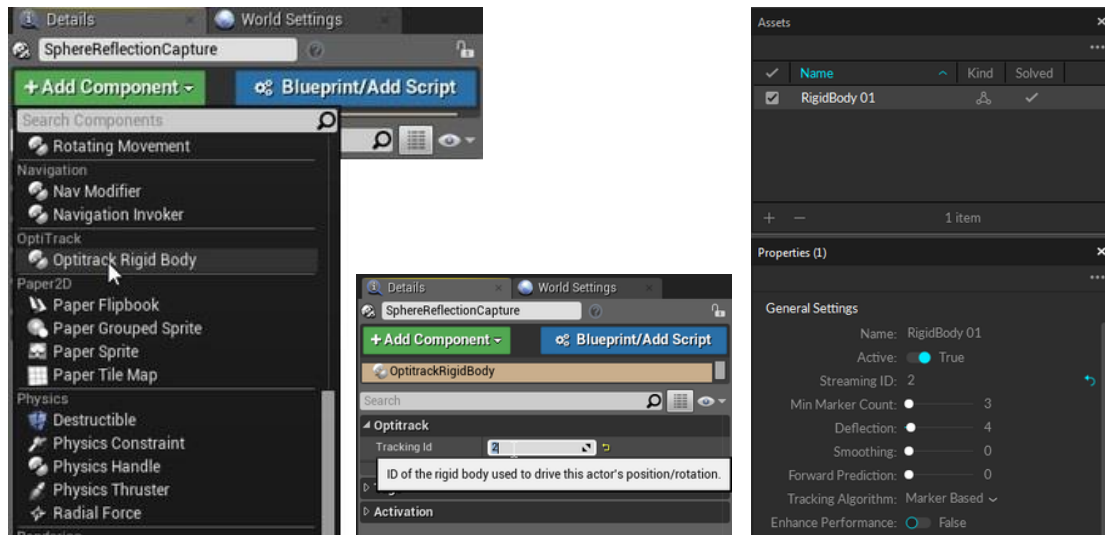 Details
World Settings
SphereReflectionCapture
+Add Component
Blueprint/Add Script
Search Components
Rotating Movement
Navigation
Nav Modifier
Navigation Invoker
OptiTrack
Optitrack Rigid Body
Paper2D
Paper Flipbook
Paper Grouped Sprite
Paper Sprite
Paper Tile Map
Physics
Destructible
Physics Constraint
Physics Handle
Physics Thruster
Radial Force
Details
World Settings
SphereReflectionCapture
+Add Component
Blueprint/Add Script
OptitrackRigidBody
Search
Optitrack
Tracking Id 2
ID of the rigid body used to drive this actor's position/rotation.
Activation
Assets
Name Kind Solved
RigidBody 01
1 item
Properties (1)
General Settings
Name: RigidBody 01
Active: True
Streaming ID: 2
Min Marker Count: 3
Deflection: 4
Smoothing: 0
Forward Prediction: 0
Tracking Algorithm: Marker Based
Enhance Performance: False